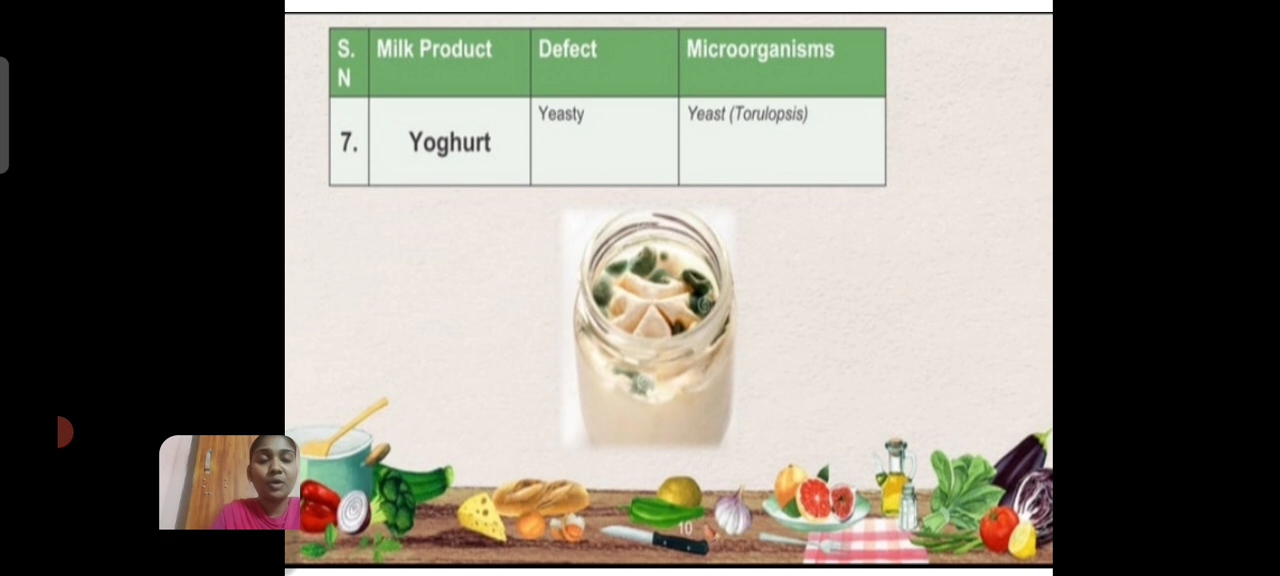 S. N Milk Product Defect Microorganisms
7. Yoghurt Yeasty Yeast (Torulopsis)
10